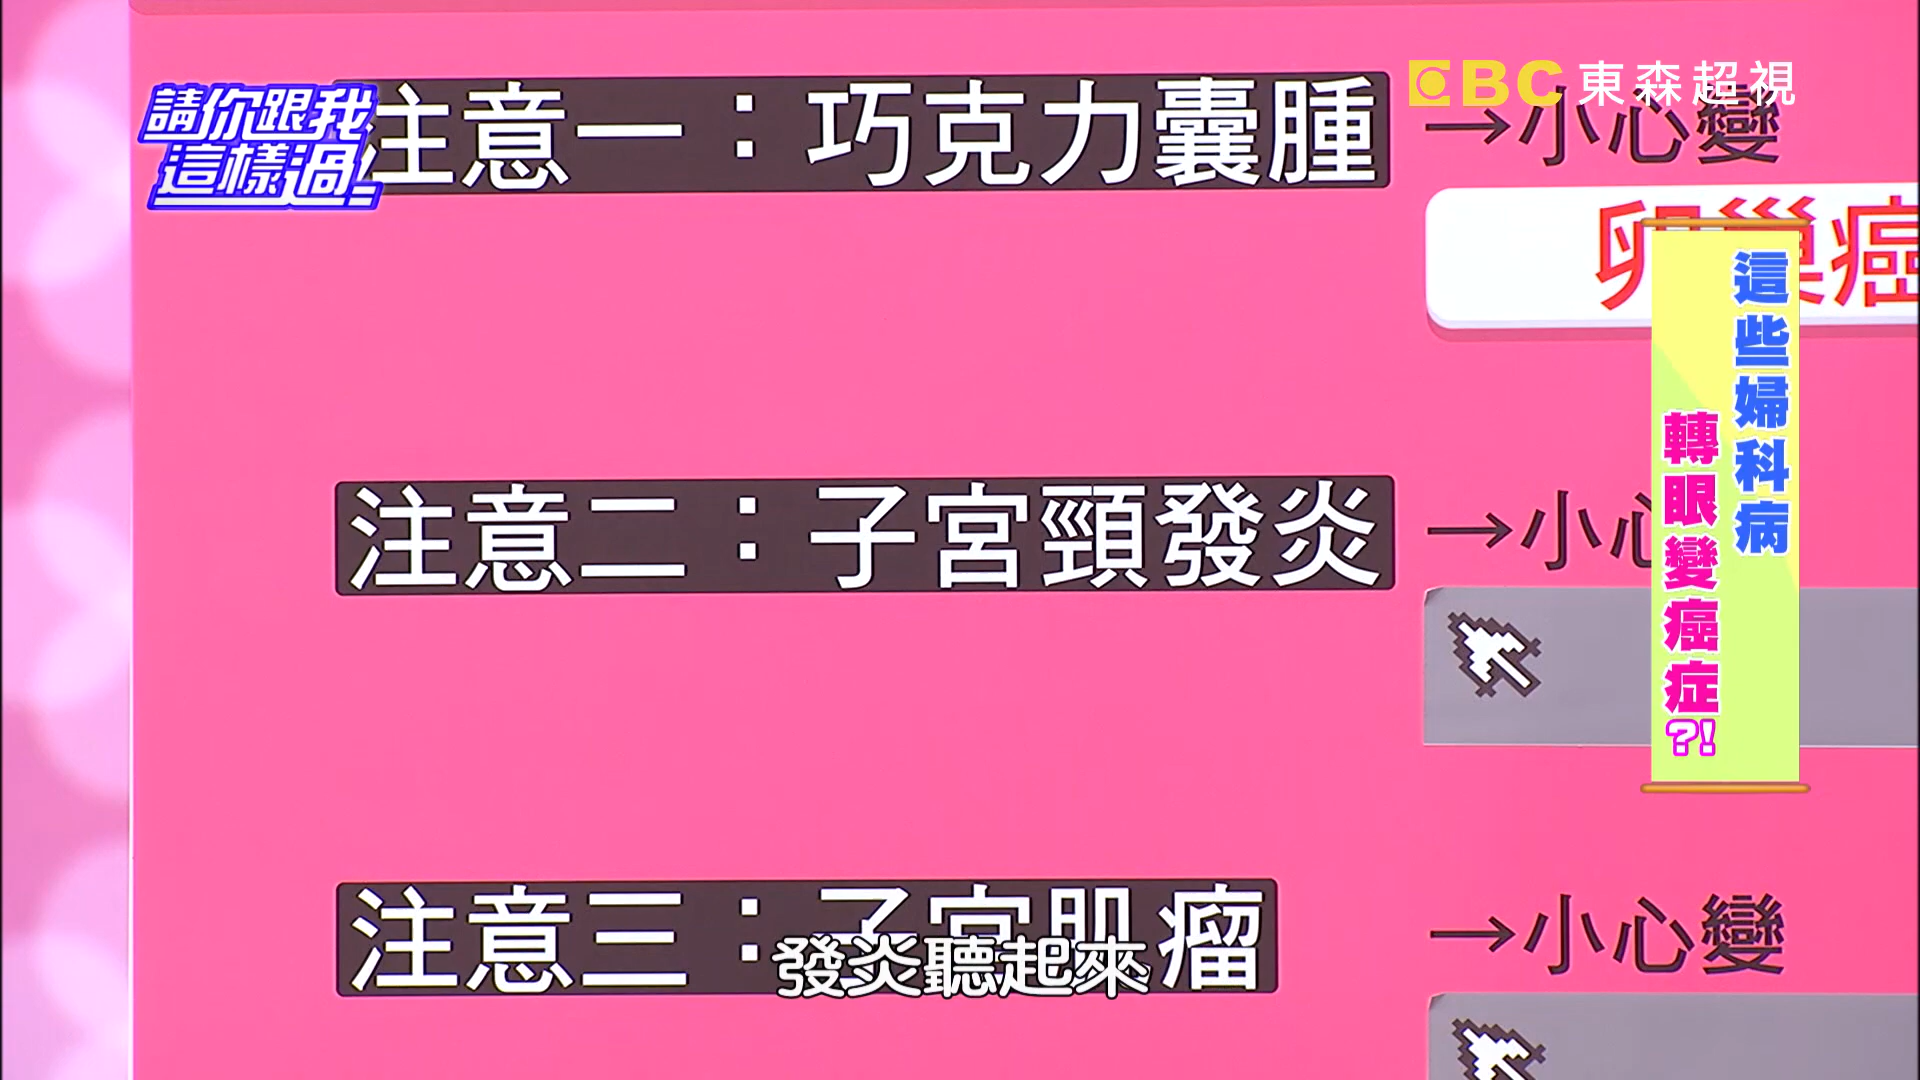 EBC 東森超視
請你跟我
這樣過!
注意一：巧克力囊腫
→小心變
卵巢癌
這些婦科病
轉眼變癌症?!
注意二：子宮頸發炎
→小心
注意三：子宮肌瘤
→小心變
發炎聽起來